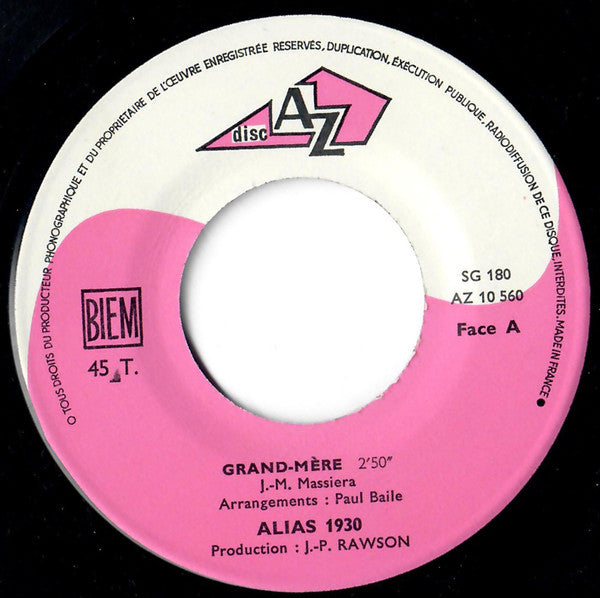 O TOUS DROITS DU PRODUCTEUR PHONOGRAPHIQUE ET DU PROPRIÉTAIRE DE L'ŒUVRE ENREGISTRÉE RÉSERVÉS, DUPLICATION, EXÉCUTION PUBLIQUE, RADIODIFFUSION DE CE DISQUE, INTERDITES. MADE IN FRANCE
disc AZ
SG 180
AZ 10 560
Face A
BIEM
45 T.
GRAND-MÈRE 2'50"
J.-M. Massiera
Arrangements : Paul Baile
ALIAS 1930
Production : J.-P. RAWSON